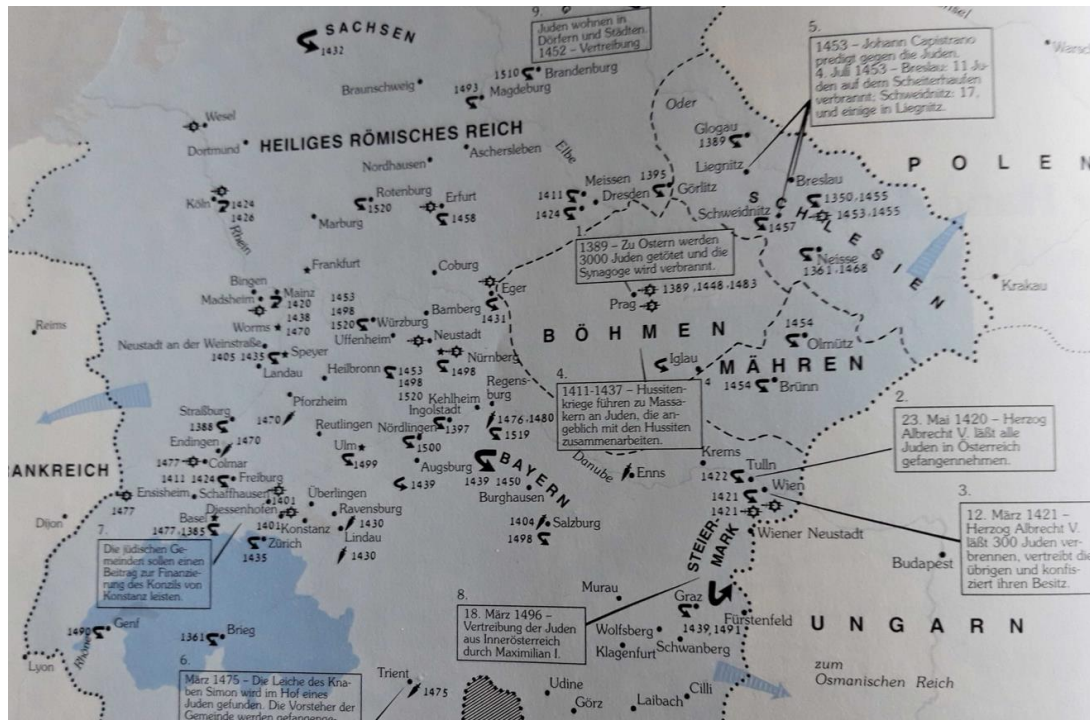 SACHSEN
1432
9.
Juden wohnen in
Dörfern und Städten.
1452 – Vertreibung
5.
1453 – Johann Capistrano
predigt gegen die Juden.
4. Juli 1453 – Breslau: 11 Ju-
den auf dem Scheiterhaufen
verbrannt; Schweidnitz: 17,
und einige in Liegnitz.
1510 Brandenburg
Braunschweig
1493
Magdeburg
Oder
Wesel
Dortmund
HEILIGES RÖMISCHES REICH
Aschersleben
Nordhausen
Elbe
Glogau
1389
Liegnitz
POLEN
Köln 1424
1426
Rhein
Rotenburg
1520
Marburg
Erfurt
1458
Meissen 1395
1411
Dresden
Görlitz
1424
Breslau
1350, 1455
1453, 1455
Schweidnitz
1457
SCHLESIEN
Neisse
1361, 1468
1.
1389 – Zu Ostern werden
3000 Juden getötet und die
Synagoge wird verbrannt.
Frankfurt
Coburg
Eger
1431
Prag
1389, 1448, 1483
Krakau
Bingen
Madsheim
Mainz
1420
1438
1453
1498
1520 Würzburg
Bamberg
Worms
1470
Uffenheim
Neustadt
Reims
Neustadt an der Weinstraße
1405 1435 Speyer
Landau
Nürnberg
1498
Heilbronn
1453
1498
1520
BÖHMEN
1454
Olmütz
Iglau
MÄHREN
4
1454 Brünn
4.
1411-1437 – Hussiten-
kriege führen zu Massa-
kern an Juden, die an-
geblich mit den Hussiten
zusammenarbeiten.
2.
23. Mai 1420 – Herzog
Albrecht V. läßt alle
Juden in Österreich
gefangennehmen.
Pforzheim
Kehlheim
Regens-
burg
1476, 1480
1519
Ingolstadt
1397
Straßburg
1388
1470
Reutlingen
Nördlingen
1500
Endingen
1470
Ulm
1499
1477 Colmar
Augsburg
1439
BAYERN
1439 1450
Danube
Enns
Krems
Tulln
1422
Wien
1421
1421
FRANKREICH
1411 1424 Freiburg
Ensisheim
1477
Schaffhausen
1401
Überlingen
Burghausen
3.
12. März 1421 –
Herzog Albrecht V.
läßt 300 Juden ver-
brennen, vertreibt die
übrigen und konfis-
ziert ihren Besitz.
Diessenhofen
Ravensburg
1430
Dijon
Basel
1477, 1385
1401
Konstanz
Lindau
1430
1404 Salzburg
1498
Wiener Neustadt
Zürich
1435
7.
Die jüdischen Ge-
meinden sollen einen
Beitrag zur Finanzie-
rung des Konzils von
Konstanz leisten.
STEIER-
MARK
Budapest
8.
18. März 1496 –
Vertreibung der Juden
aus Innerösterreich
durch Maximilian I.
Murau
Graz
1439, 1491
Fürstenfeld
UNGARN
Wolfsberg
Klagenfurt
Schwanberg
1490 Genf
1361 Brieg
Rhône
Lyon
zum
Osmanischen Reich
6.
März 1475 – Die Leiche des Kna-
ben Simon wird im Hof eines
Juden gefunden. Die Vorsteher der
Gemeinde werden
Trient
1475
Udine
Görz
Laibach
Cilli